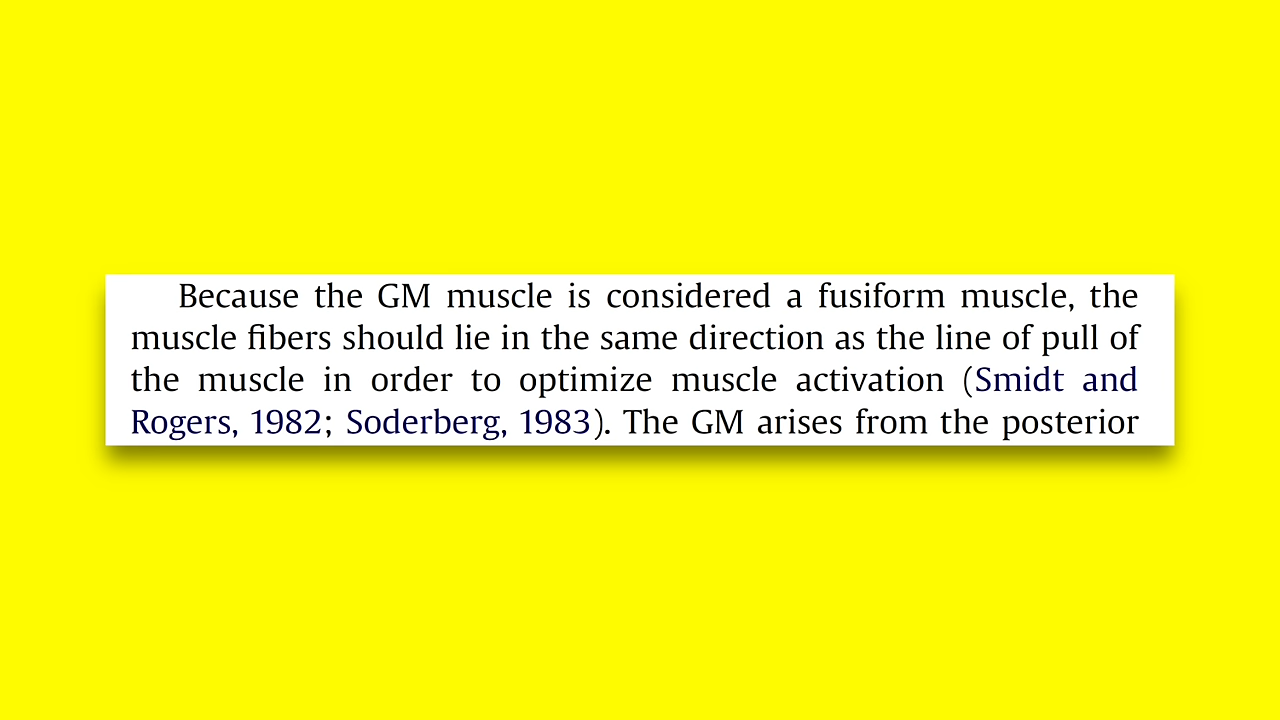 Because the GM muscle is considered a fusiform muscle, the
muscle fibers should lie in the same direction as the line of pull of
the muscle in order to optimize muscle activation (Smidt and
Rogers, 1982; Soderberg, 1983). The GM arises from the posterior